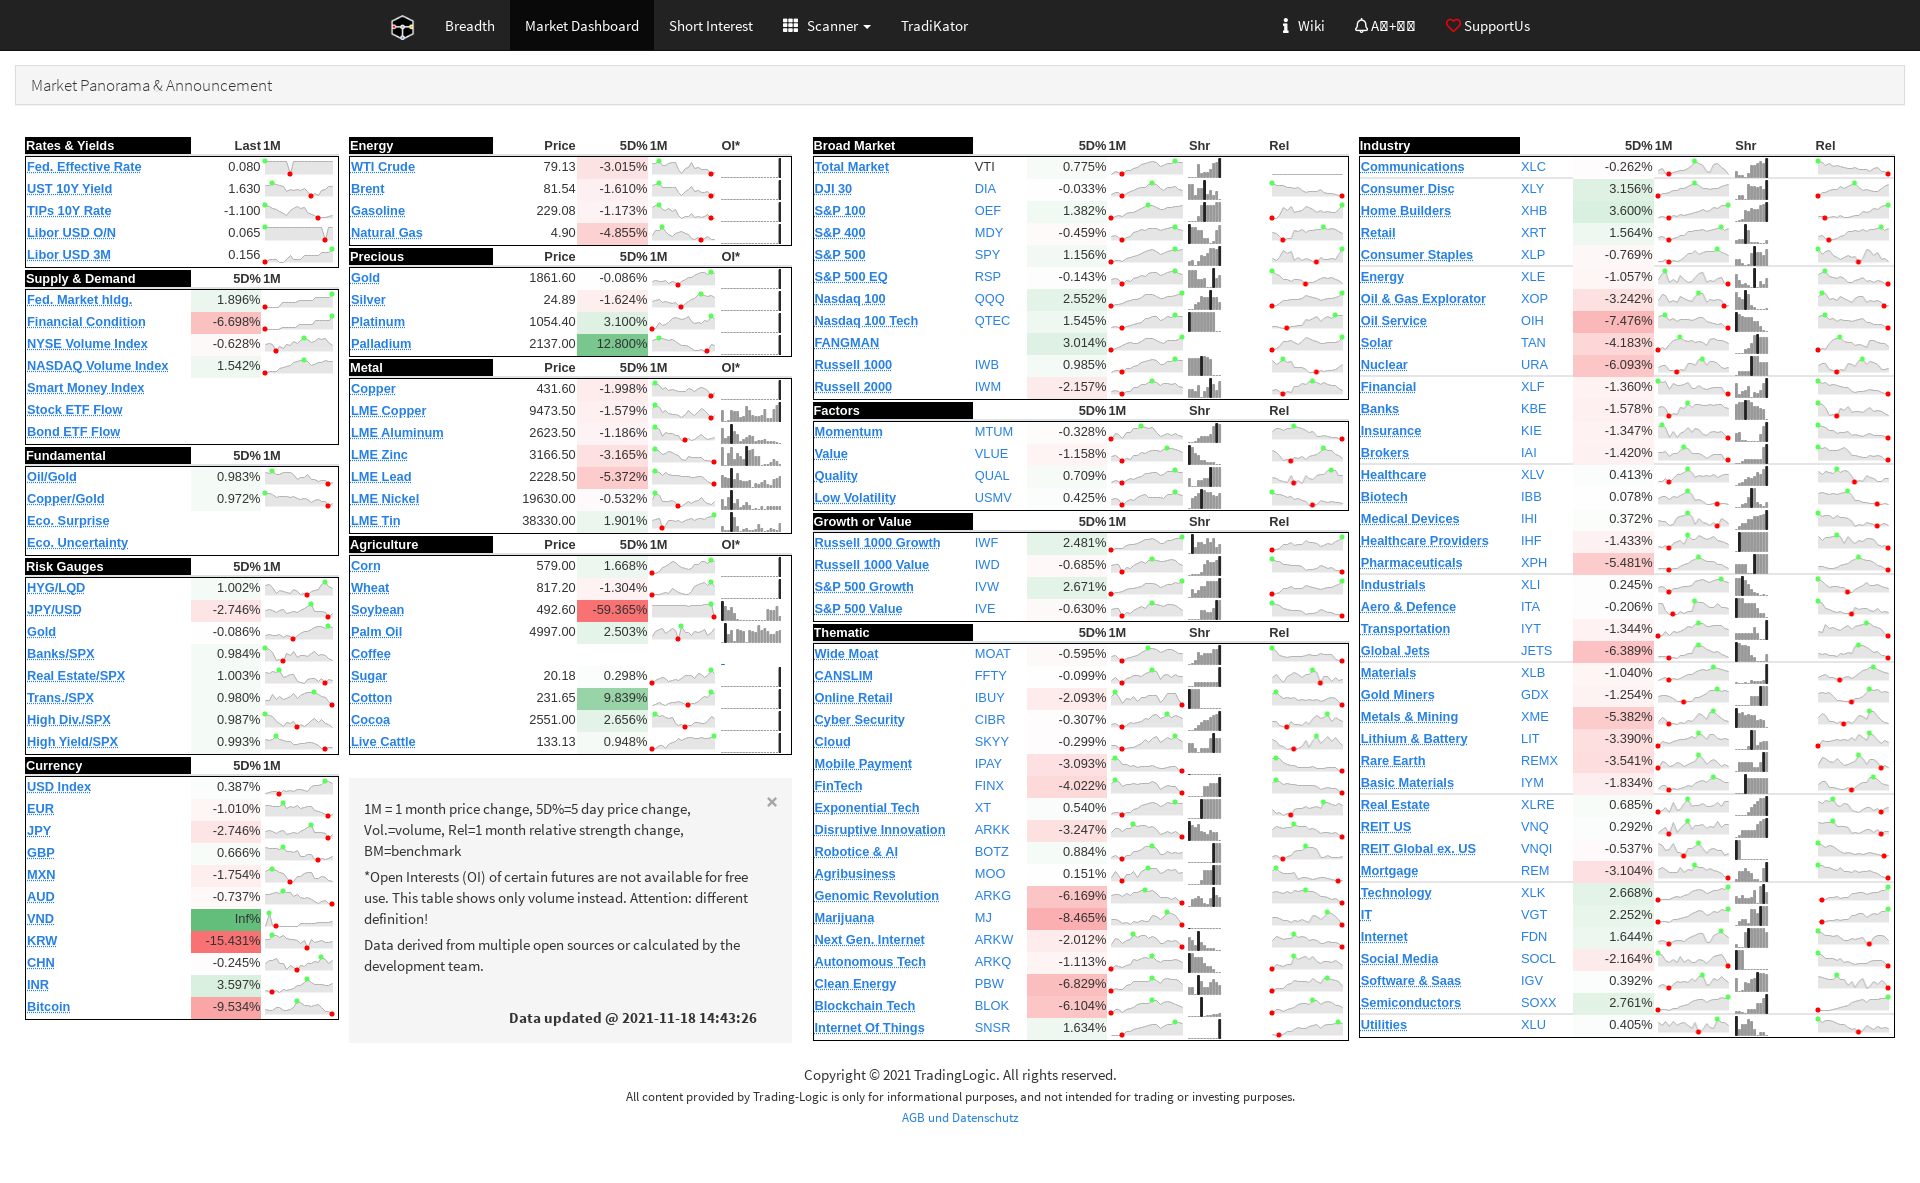 Breadth Market Dashboard Short Interest Scanner TradiKator Wiki SupportUs
Market Panorama & Announcement
Rates & Yields Last 1M
Fed. Effective Rate 0.080
UST 10Y Yield 1.630
TIPs 10Y Rate -1.100
Libor USD O/N 0.065
Libor USD 3M 0.156
Supply & Demand 5D% 1M
Fed. Market hldg. 1.896%
Financial Condition -6.698%
NYSE Volume Index -0.628%
NASDAQ Volume Index 1.542%
Smart Money Index
Stock ETF Flow
Bond ETF Flow
Fundamental 5D% 1M
Oil/Gold 0.983%
Copper/Gold 0.972%
Eco. Surprise
Eco. Uncertainty
Risk Gauges 5D% 1M
HYG/LQD 1.002%
JPY/USD -2.746%
Gold -0.086%
Banks/SPX 0.984%
Real Estate/SPX 1.003%
Trans./SPX 0.980%
High Div./SPX 0.987%
High Yield/SPX 0.993%
Currency 5D% 1M
USD Index 0.387%
EUR -1.010%
JPY -2.746%
GBP 0.666%
MXN -1.754%
AUD -0.737%
VND Inf%
KRW -15.431%
CHN -0.245%
INR 3.597%
Bitcoin -9.534%
Energy Price 5D% 1M OI*
WTI Crude 79.13 -3.015%
Brent 81.54 -1.610%
Gasoline 229.08 -1.173%
Natural Gas 4.90 -4.855%
Precious Price 5D% 1M OI*
Gold 1861.60 -0.086%
Silver 24.89 -1.624%
Platinum 1054.40 3.100%
Palladium 2137.00 12.800%
Metal Price 5D% 1M OI*
Copper 431.60 -1.998%
LME Copper 9473.50 -1.579%
LME Aluminum 2623.50 -1.186%
LME Zinc 3166.50 -3.165%
LME Lead 2228.50 -5.372%
LME Nickel 19630.00 -0.532%
LME Tin 38330.00 1.901%
Agriculture Price 5D% 1M OI*
Corn 579.00 1.668%
Wheat 817.20 -1.304%
Soybean 492.60 -59.365%
Palm Oil 4997.00 2.503%
Coffee
Sugar 20.18 0.298%
Cotton 231.65 9.839%
Cocoa 2551.00 2.656%
Live Cattle 133.13 0.948%
×
1M = 1 month price change, 5D%=5 day price change,
Vol.=volume, Rel=1 month relative strength change,
BM=benchmark
*Open Interests (OI) of certain futures are not available for free
use. This table shows only volume instead. Attention: different
definition!
Data derived from multiple open sources or calculated by the
development team.
Data updated @ 2021-11-18 14:43:26
Broad Market 5D% 1M Shr Rel
Total Market VTI 0.775%
DJI 30 DIA -0.033%
S&P 100 OEF 1.382%
S&P 400 MDY -0.459%
S&P 500 SPY 1.156%
S&P 500 EQ RSP -0.143%
Nasdaq 100 QQQ 2.552%
Nasdaq 100 Tech QTEC 1.545%
FANGMAN 3.014%
Russell 1000 IWB 0.985%
Russell 2000 IWM -2.157%
Factors 5D% 1M Shr Rel
Momentum MTUM -0.328%
Value VLUE -1.158%
Quality QUAL 0.709%
Low Volatility USMV 0.425%
Growth or Value 5D% 1M Shr Rel
Russell 1000 Growth IWF 2.481%
Russell 1000 Value IWD -0.685%
S&P 500 Growth IVW 2.671%
S&P 500 Value IVE -0.630%
Thematic 5D% 1M Shr Rel
Wide Moat MOAT -0.595%
CANSLIM FFTY -0.099%
Online Retail IBUY -2.093%
Cyber Security CIBR -0.307%
Cloud SKYY -0.299%
Mobile Payment IPAY -3.093%
FinTech FINX -4.022%
Exponential Tech XT 0.540%
Disruptive Innovation ARKK -3.247%
Robotice & AI BOTZ 0.884%
Agribusiness MOO 0.151%
Genomic Revolution ARKG -6.169%
Marijuana MJ -8.465%
Next Gen. Internet ARKW -2.012%
Autonomous Tech ARKQ -1.113%
Clean Energy PBW -6.829%
Blockchain Tech BLOK -6.104%
Internet Of Things SNSR 1.634%
Industry 5D% 1M Shr Rel
Communications XLC -0.262%
Consumer Disc XLY 3.156%
Home Builders XHB 3.600%
Retail XRT 1.564%
Consumer Staples XLP -0.769%
Energy XLE -1.057%
Oil & Gas Explorator XOP -3.242%
Oil Service OIH -7.476%
Solar TAN -4.183%
Nuclear URA -6.093%
Financial XLF -1.360%
Banks KBE -1.578%
Insurance KIE -1.347%
Brokers IAI -1.420%
Healthcare XLV 0.413%
Biotech IBB 0.078%
Medical Devices IHI 0.372%
Healthcare Providers IHF -1.433%
Pharmaceuticals XPH -5.481%
Industrials XLI 0.245%
Aero & Defence ITA -0.206%
Transportation IYT -1.344%
Global Jets JETS -6.389%
Materials XLB -1.040%
Gold Miners GDX -1.254%
Metals & Mining XME -5.382%
Lithium & Battery LIT -3.390%
Rare Earth REMX -3.541%
Basic Materials IYM -1.834%
Real Estate XLRE 0.685%
REIT US VNQ 0.292%
REIT Global ex. US VNQI -0.537%
Mortgage REM -3.104%
Technology XLK 2.668%
IT VGT 2.252%
Internet FDN 1.644%
Social Media SOCL -2.164%
Software & Saas IGV 0.392%
Semiconductors SOXX 2.761%
Utilities XLU 0.405%
Copyright © 2021 TradingLogic. All rights reserved.
All content provided by Trading-Logic is only for informational purposes, and not intended for trading or investing purposes.
AGB und Datenschutz